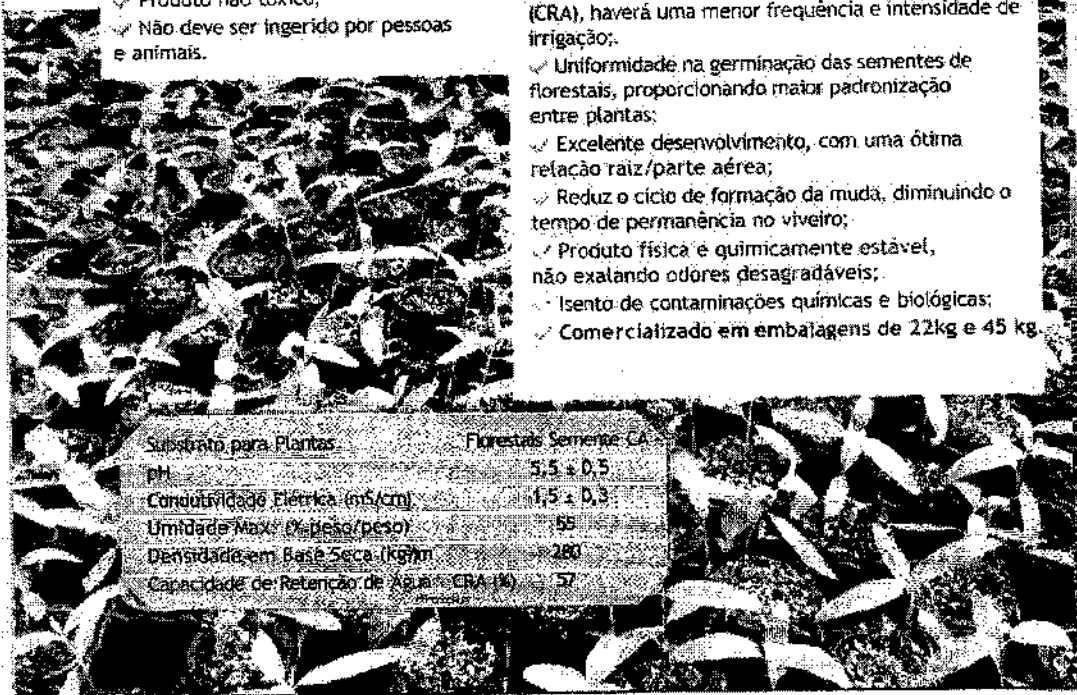 ✓ Produto não tóxico;
✓ Não deve ser ingerido por pessoas
e animais.
(CRA), haverá uma menor frequência e intensidade de
irrigação;.
✓ Uniformidade na germinação das sementes de
florestais, proporcionando maior padronização
entre plantas;
✓ Excelente desenvolvimento, com uma ótima
relação raiz/parte aérea;
✓ Reduz o ciclo de formação da muda, diminuindo o
tempo de permanência no viveiro;
✓ Produto física e quimicamente estável,
não exalando odores desagradáveis;
✓ Isento de contaminações químicas e biológicas;
✓ Comercializado em embalagens de 22kg e 45 kg.
Substrato para Plantas Florestais Semente CA
pH 5,5 ± 0,5
Condutividade Elétrica (mS/cm) 1,5 ± 0,3
Umidade Max. (%-peso/peso) 55
Densidade em Base Seca (kg/m 280
Capacidade de Retenção de Água - CRA (%) 57